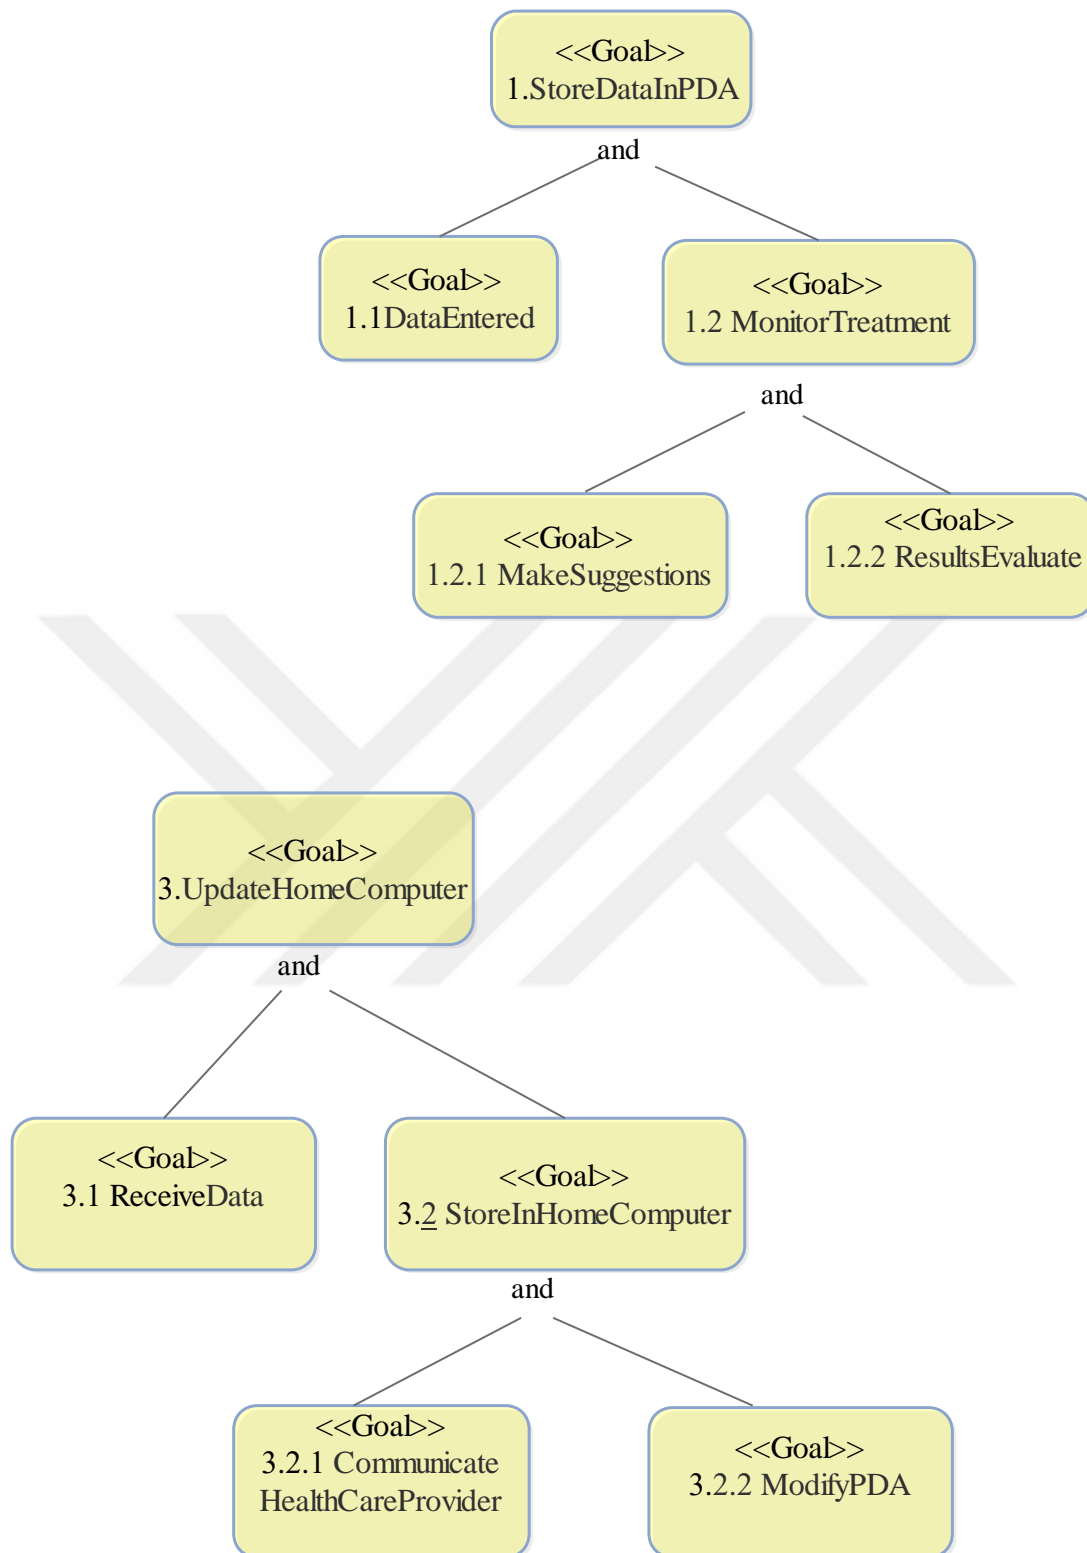 <<Goal>>
1.StoreDataInPDA
and
<<Goal>>
1.1DataEntered
<<Goal>>
1.2 MonitorTreatment
and
<<Goal>>
1.2.1 MakeSuggestions
<<Goal>>
1.2.2 ResultsEvaluate
<<Goal>>
3.UpdateHomeComputer
and
<<Goal>>
3.1 ReceiveData
<<Goal>>
3.2 StoreInHomeComputer
and
<<Goal>>
3.2.1 Communicate
HealthCareProvider
<<Goal>>
3.2.2 ModifyPDA